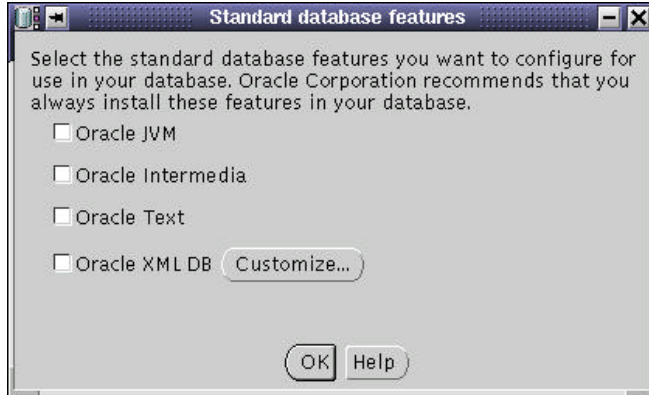 Standard database features
Select the standard database features you want to configure for
use in your database. Oracle Corporation recommends that you
always install these features in your database.
Oracle JVM
Oracle Intermedia
Oracle Text
Oracle XML DB Customize...
OK Help